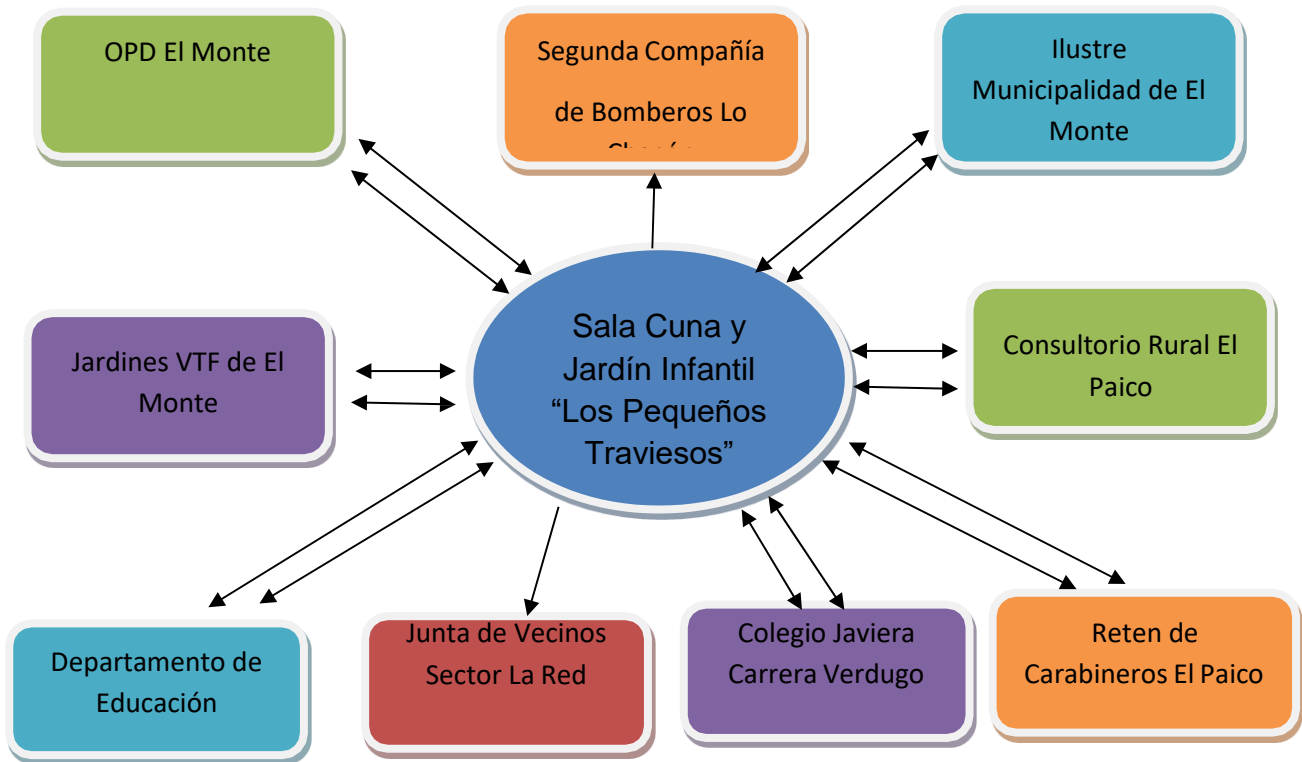 OPD El Monte
Segunda Compañía
de Bomberos Lo
Ilustre
Municipalidad de El
Monte
Sala Cuna y
Jardín Infantil
“Los Pequeños
Traviesos”
Jardines VTF de El
Monte
Consultorio Rural El
Paico
Departamento de
Educación
Junta de Vecinos
Sector La Red
Colegio Javiera
Carrera Verdugo
Reten de
Carabineros El Paico